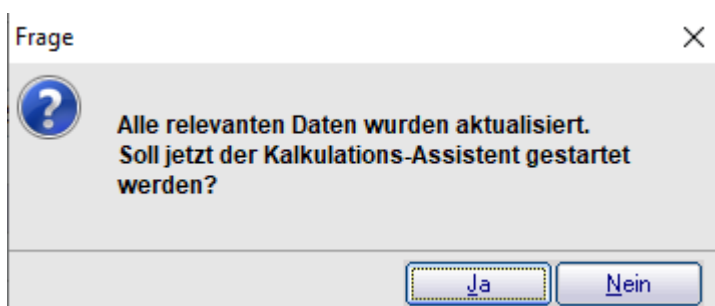 Frage
Alle relevanten Daten wurden aktualisiert.
Soll jetzt der Kalkulations-Assistent gestartet
werden?
Ja
Nein